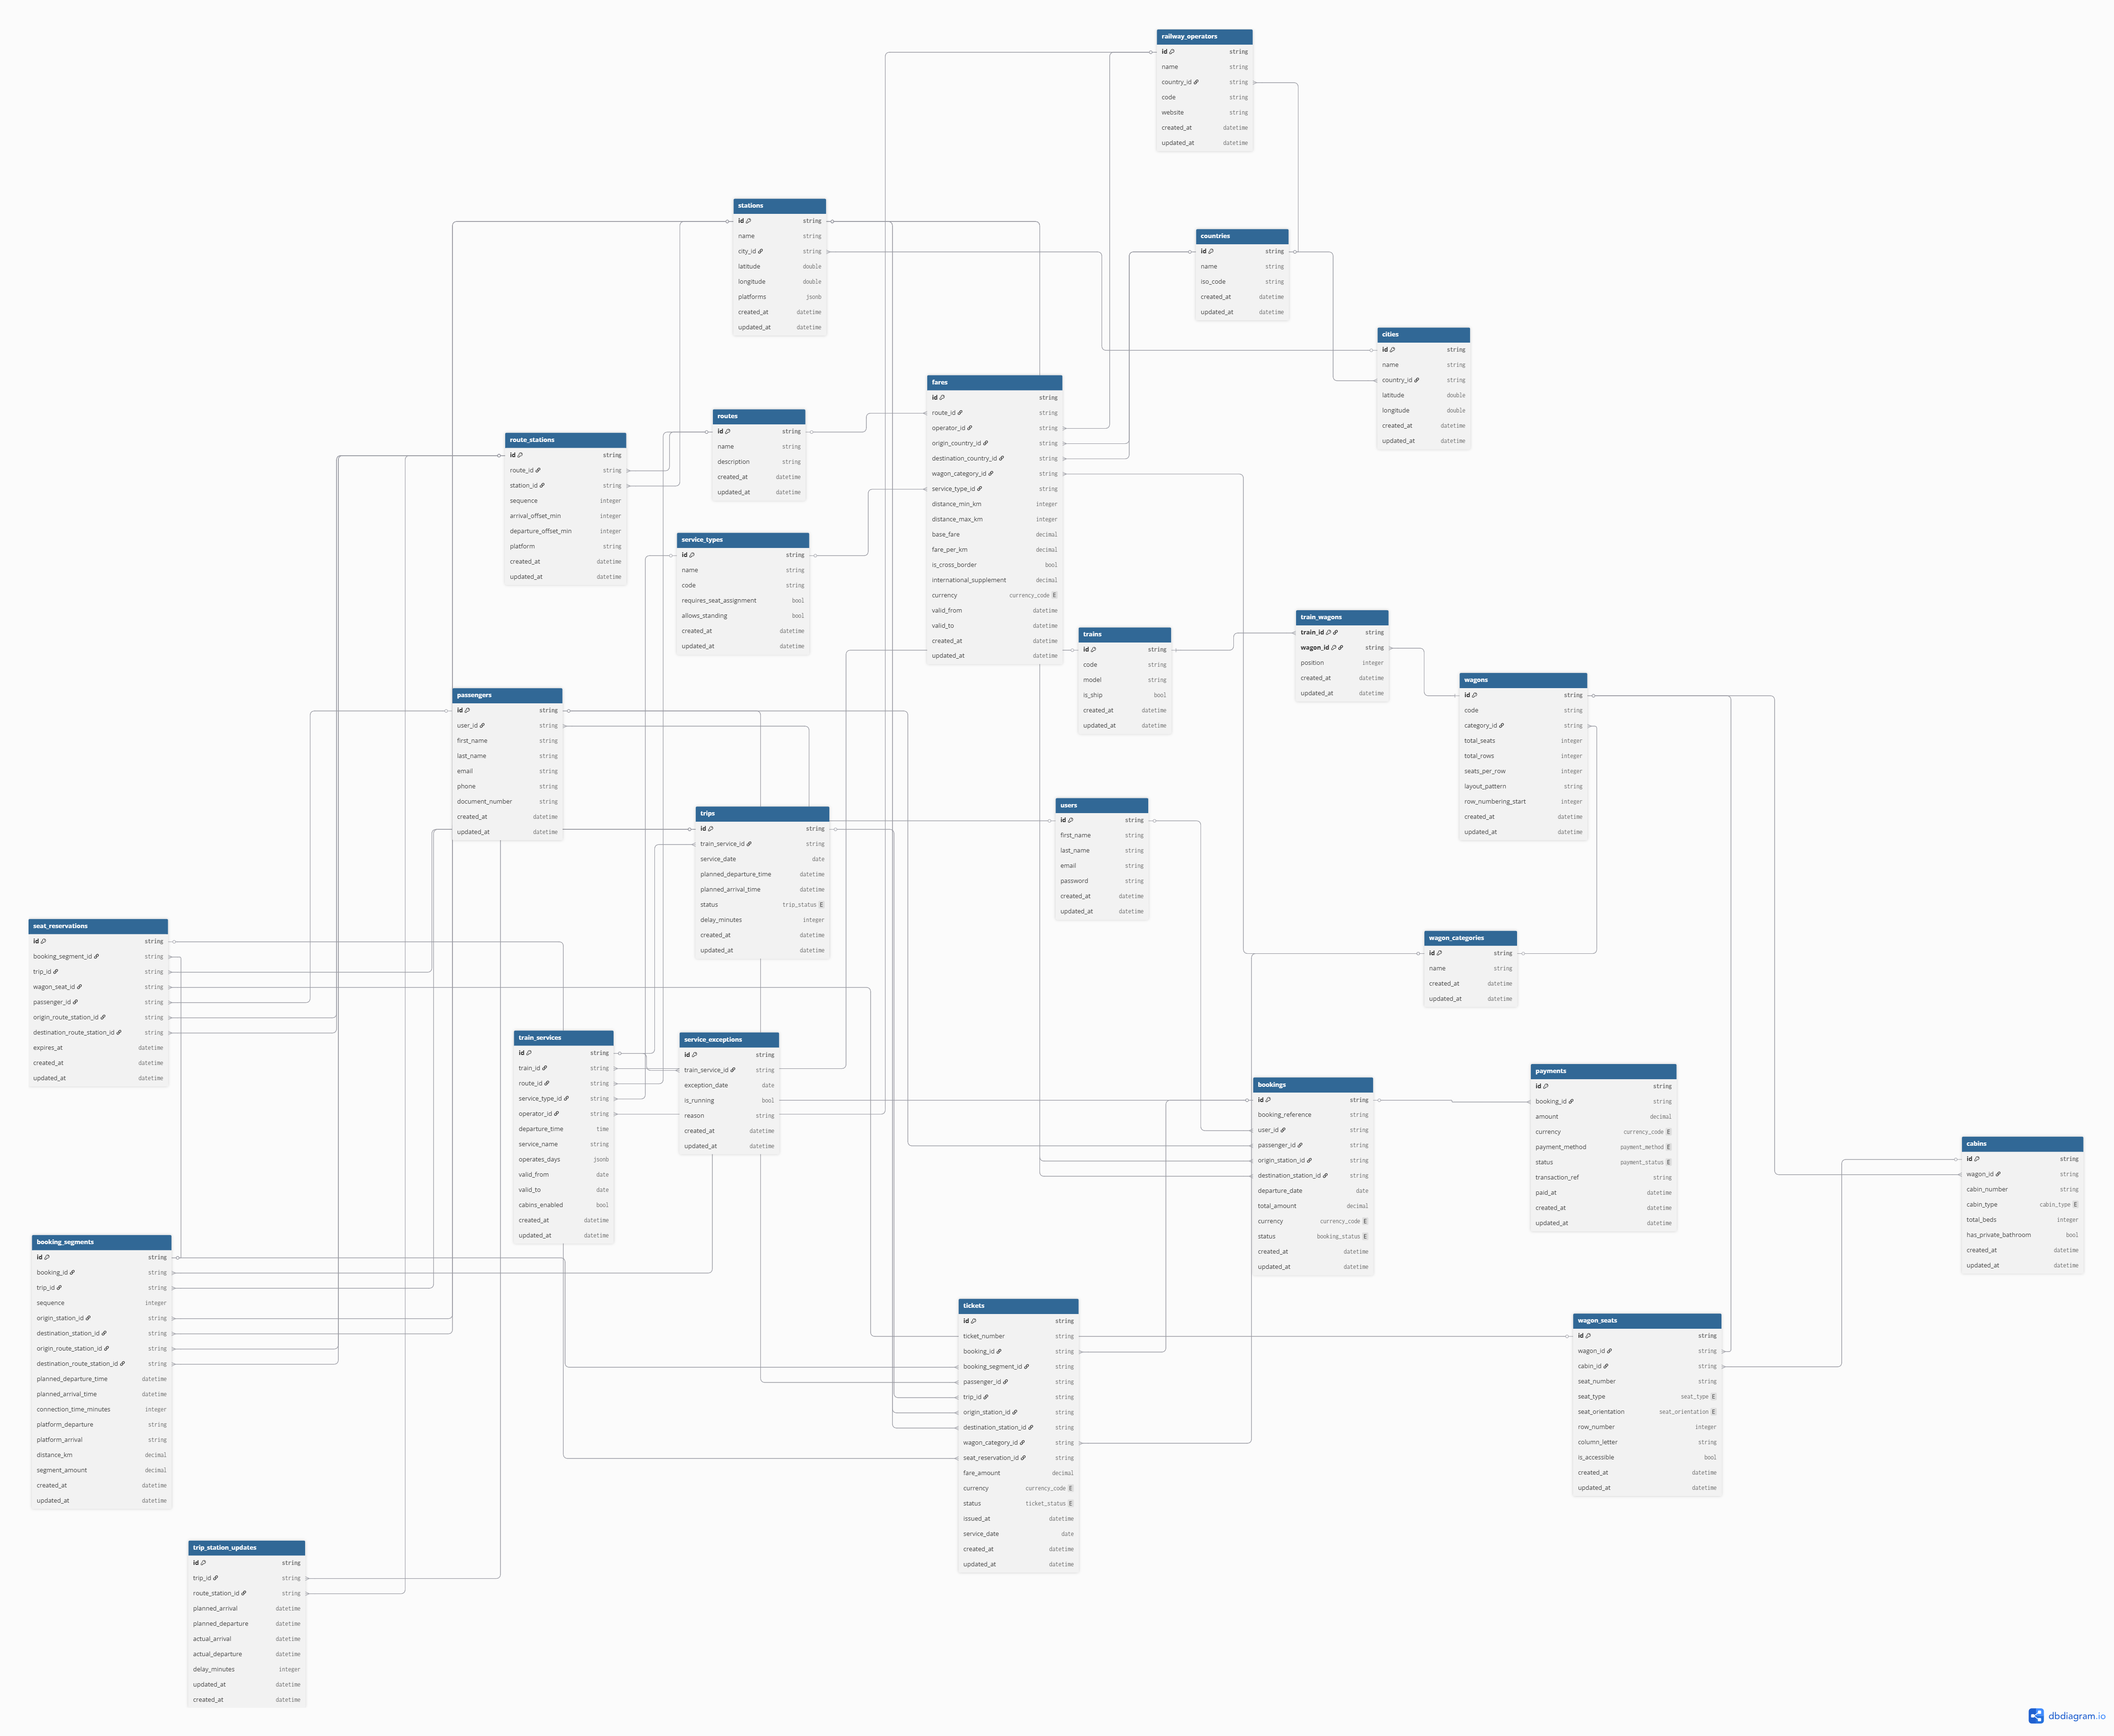 railway_operators
id string
name string
country_id string
code string
website string
created_at datetime
updated_at datetime
stations
id string
name string
city_id string
latitude double
longitude double
platforms jsonb
created_at datetime
updated_at datetime
countries
id string
name string
iso_code string
created_at datetime
updated_at datetime
cities
id string
name string
country_id string
latitude double
longitude double
created_at datetime
updated_at datetime
fares
id string
route_id string
operator_id string
origin_country_id string
destination_country_id string
wagon_category_id string
service_type_id string
distance_min_km integer
distance_max_km integer
base_fare decimal
fare_per_km decimal
is_cross_border bool
international_supplement decimal
currency currency_code E
valid_from datetime
valid_to datetime
created_at datetime
updated_at datetime
routes
id string
name string
description string
created_at datetime
updated_at datetime
route_stations
id string
route_id string
station_id string
sequence integer
arrival_offset_min integer
departure_offset_min integer
platform string
created_at datetime
updated_at datetime
service_types
id string
name string
code string
requires_seat_assignment bool
allows_standing bool
created_at datetime
updated_at datetime
trains
id string
code string
model string
is_ship bool
created_at datetime
updated_at datetime
train_wagons
train_id string
wagon_id string
position integer
created_at datetime
updated_at datetime
wagons
id string
code string
category_id string
total_seats integer
total_rows integer
seats_per_row integer
layout_pattern string
row_numbering_start integer
created_at datetime
updated_at datetime
passengers
id string
user_id string
first_name string
last_name string
email string
phone string
document_number string
created_at datetime
updated_at datetime
trips
id string
train_service_id string
service_date date
planned_departure_time datetime
planned_arrival_time datetime
status trip_status E
delay_minutes integer
created_at datetime
updated_at datetime
users
id string
first_name string
last_name string
email string
password string
created_at datetime
updated_at datetime
seat_reservations
id string
booking_segment_id string
trip_id string
wagon_seat_id string
passenger_id string
origin_route_station_id string
destination_route_station_id string
expires_at datetime
created_at datetime
updated_at datetime
wagon_categories
id string
name string
created_at datetime
updated_at datetime
train_services
id string
train_id string
route_id string
service_type_id string
operator_id string
departure_time time
service_name string
operates_days jsonb
valid_from date
valid_to date
cabins_enabled bool
created_at datetime
updated_at datetime
service_exceptions
id string
train_service_id string
exception_date date
is_running bool
reason string
created_at datetime
updated_at datetime
bookings
id string
booking_reference string
user_id string
passenger_id string
origin_station_id string
destination_station_id string
departure_date date
total_amount decimal
currency currency_code E
status booking_status E
created_at datetime
updated_at datetime
payments
id string
booking_id string
amount decimal
currency currency_code E
payment_method payment_method E
status payment_status E
transaction_ref string
paid_at datetime
created_at datetime
updated_at datetime
cabins
id string
wagon_id string
cabin_number string
cabin_type cabin_type E
total_beds integer
has_private_bathroom bool
created_at datetime
updated_at datetime
booking_segments
id string
booking_id string
trip_id string
sequence integer
origin_station_id string
destination_station_id string
origin_route_station_id string
destination_route_station_id string
planned_departure_time datetime
planned_arrival_time datetime
connection_time_minutes integer
platform_departure string
platform_arrival string
distance_km decimal
segment_amount decimal
created_at datetime
updated_at datetime
tickets
id string
ticket_number string
booking_id string
booking_segment_id string
passenger_id string
trip_id string
origin_station_id string
destination_station_id string
wagon_category_id string
seat_reservation_id string
fare_amount decimal
currency currency_code E
status ticket_status E
issued_at datetime
service_date date
created_at datetime
updated_at datetime
wagon_seats
id string
wagon_id string
cabin_id string
seat_number string
seat_type seat_type E
seat_orientation seat_orientation E
row_number integer
column_letter string
is_accessible bool
created_at datetime
updated_at datetime
trip_station_updates
id string
trip_id string
route_station_id string
planned_arrival datetime
planned_departure datetime
actual_arrival datetime
actual_departure datetime
delay_minutes integer
updated_at datetime
created_at datetime
dbdiagram.io